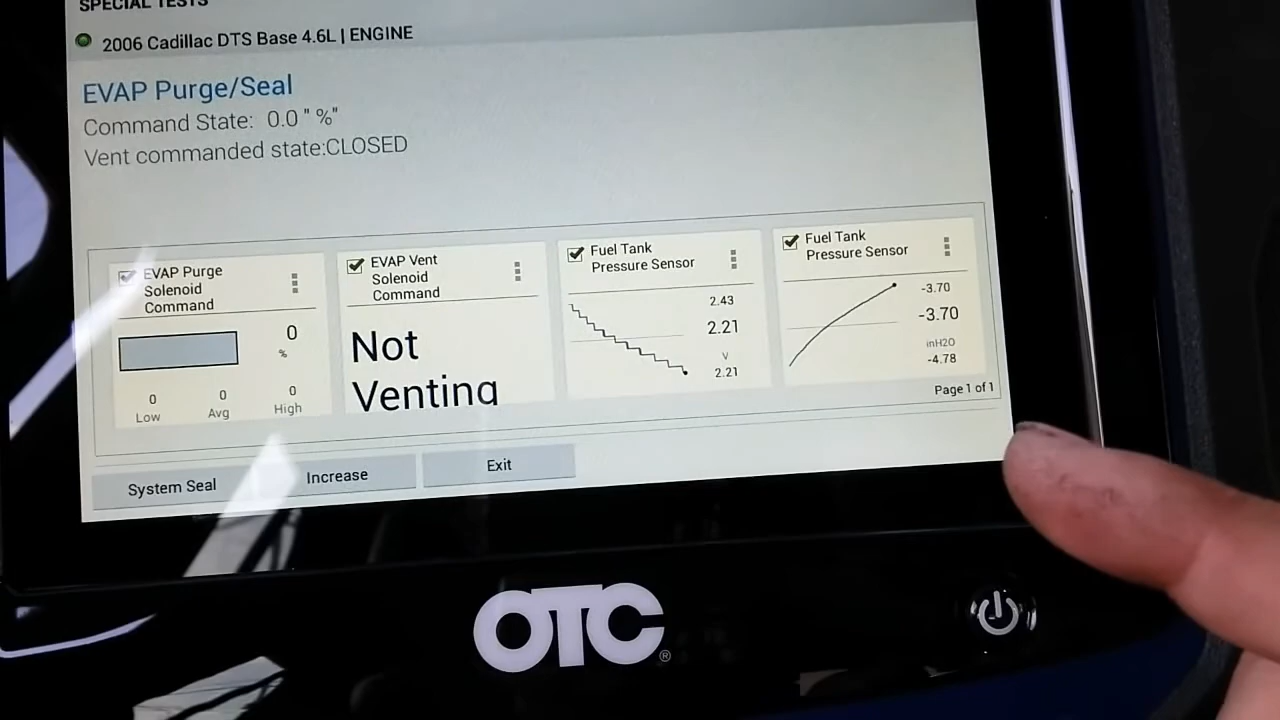 SPECIAL TESTS
2006 Cadillac DTS Base 4.6L | ENGINE
EVAP Purge/Seal
Command State: 0.0 " %"
Vent commanded state:CLOSED
EVAP Purge
Solenoid
Command
0
%
0
0
0
Low
Avg
High
EVAP Vent
Solenoid
Command
Not
Venting
Fuel Tank
Pressure Sensor
2.43
2.21
V
2.21
Fuel Tank
Pressure Sensor
-3.70
-3.70
inH2O
-4.78
Page 1 of 1
System Seal
Increase
Exit
OTC®